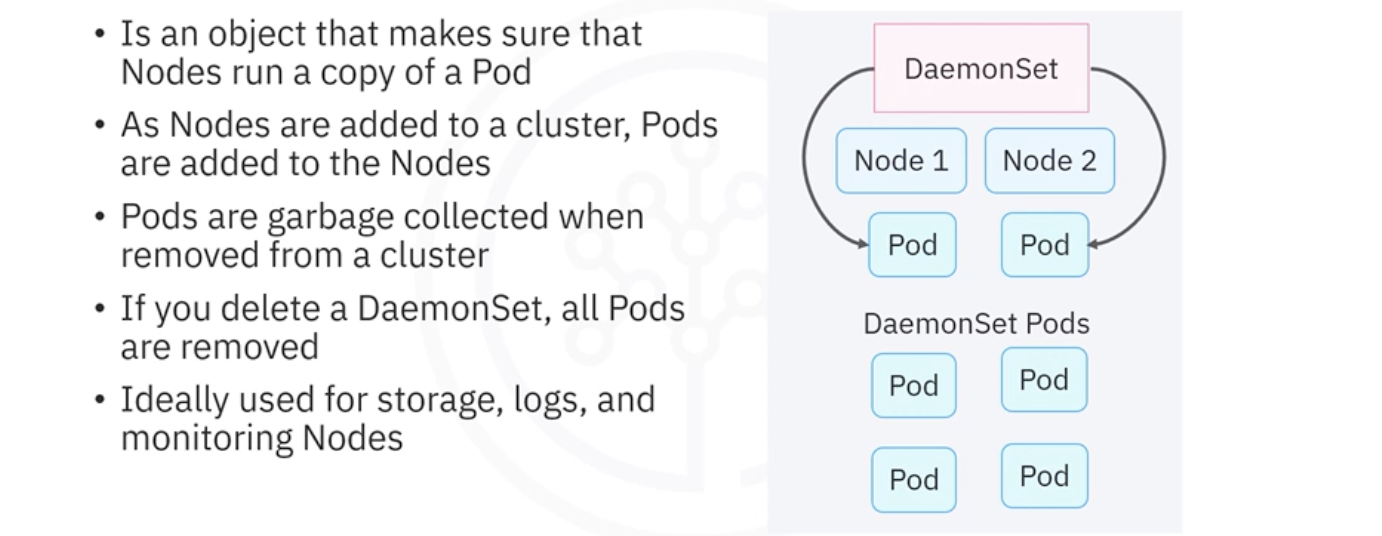 • Is an object that makes sure that
Nodes run a copy of a Pod
• As Nodes are added to a cluster, Pods
are added to the Nodes
• Pods are garbage collected when
removed from a cluster
• If you delete a DaemonSet, all Pods
are removed
• Ideally used for storage, logs, and
monitoring Nodes
DaemonSet
Node 1 Node 2
Pod Pod
DaemonSet Pods
Pod Pod
Pod Pod